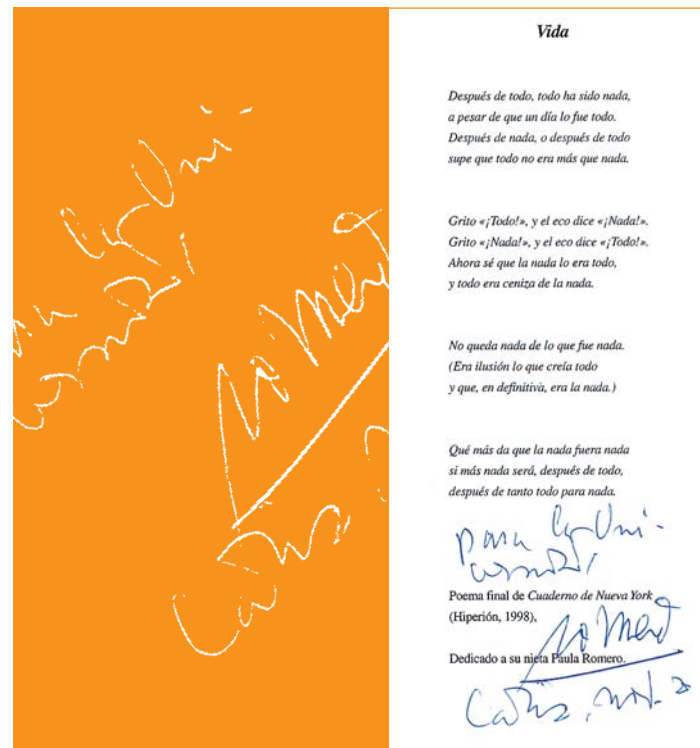 Vida
Después de todo, todo ha sido nada,
a pesar de que un día lo fue todo.
Después de nada, o después de todo
supe que todo no era más que nada.
Grito «¡Todo!», y el eco dice «¡Nada!».
Grito «¡Nada!», y el eco dice «¡Todo!».
Ahora sé que la nada lo era todo,
y todo era ceniza de la nada.
No queda nada de lo que fue nada.
(Era ilusión lo que creía todo
y que, en definitiva, era la nada.)
Qué más da que la nada fuera nada
si más nada será, después de todo,
después de tanto todo para nada.
para la Uni-
Poema final de Cuaderno de Nueva York
(Hiperión, 1998),
Dedicado a su nieta Paula Romero.